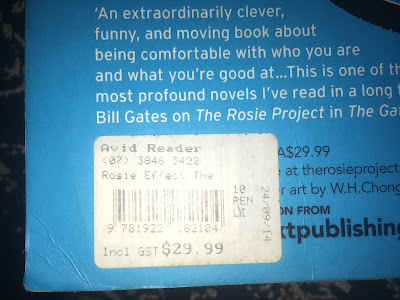 ‘An extraordinarily clever,
funny, and moving book about
being comfortable with who you are
and what you’re good at...This is one of th
most profound novels I’ve read in a long t
Bill Gates on The Rosie Project in The Ga
A$29.99
e at therosieproject
er art by W.H.Chong
ON FROM
xtpublishing
Avid Reader
(07) 3846 3422
Rosie Effect The
10
PEN
24/09/14
9 781922 182104
Incl GST $29.99